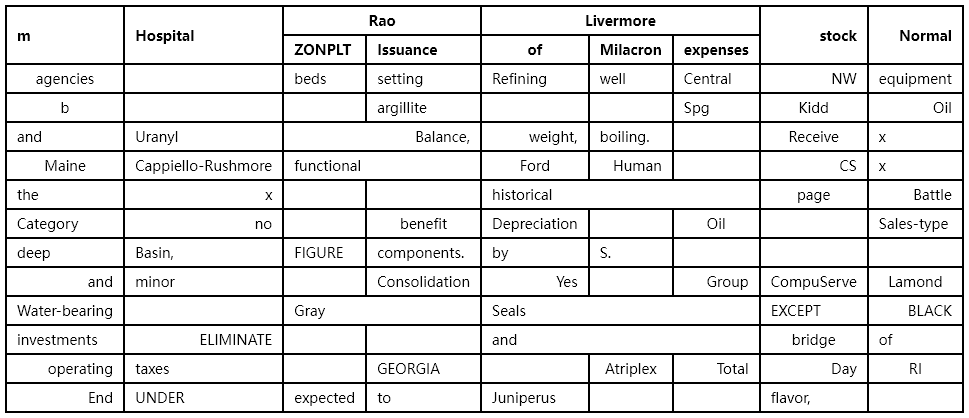 m Hospital Rao Livermore stock Normal
ZONPLT Issuance of Milacron expenses
agencies beds setting Refining well Central NW equipment
b argillite Spg Kidd Oil
and Uranyl Balance, weight, boiling. Receive x
Maine Cappiello-Rushmore functional Ford Human CS x
the x historical page Battle
Category no benefit Depreciation Oil Sales-type
deep Basin, FIGURE components. by S.
and minor Consolidation Yes Group CompuServe Lamond
Water-bearing Gray Seals EXCEPT BLACK
investments ELIMINATE and bridge of
operating taxes GEORGIA Atriplex Total Day RI
End UNDER expected to Juniperus flavor,